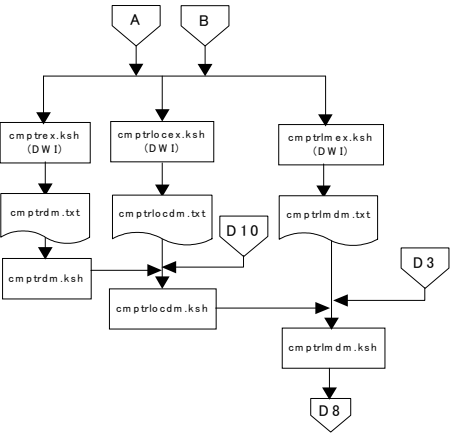 A
B
cmptrex.ksh
(DWI)
cmptrlocex.ksh
(DWI)
cmptrlmex.ksh
(DWI)
cmptrdm.txt
cmptrlocdm.txt
cmptrlmdm.txt
D10
D3
cmptrdm.ksh
cmptrlocdm.ksh
cmptrlmdm.ksh
D8